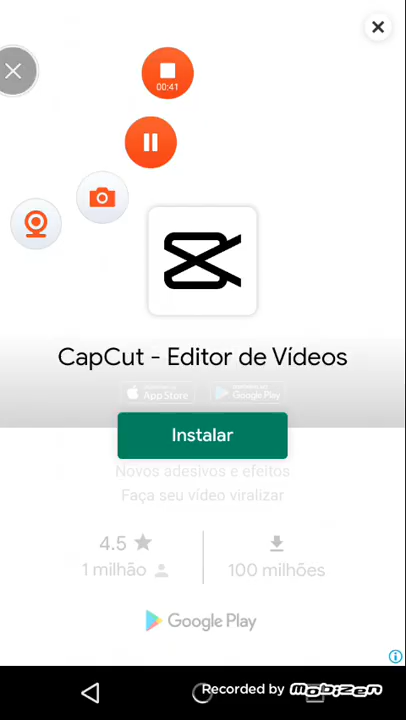 00:41
CapCut - Editor de Vídeos
App Store
Google Play
Instalar
Novos adesivos e efeitos
Faça seu vídeo viralizar
4.5
1 milhão
100 milhões
Google Play
Recorded by mobizen